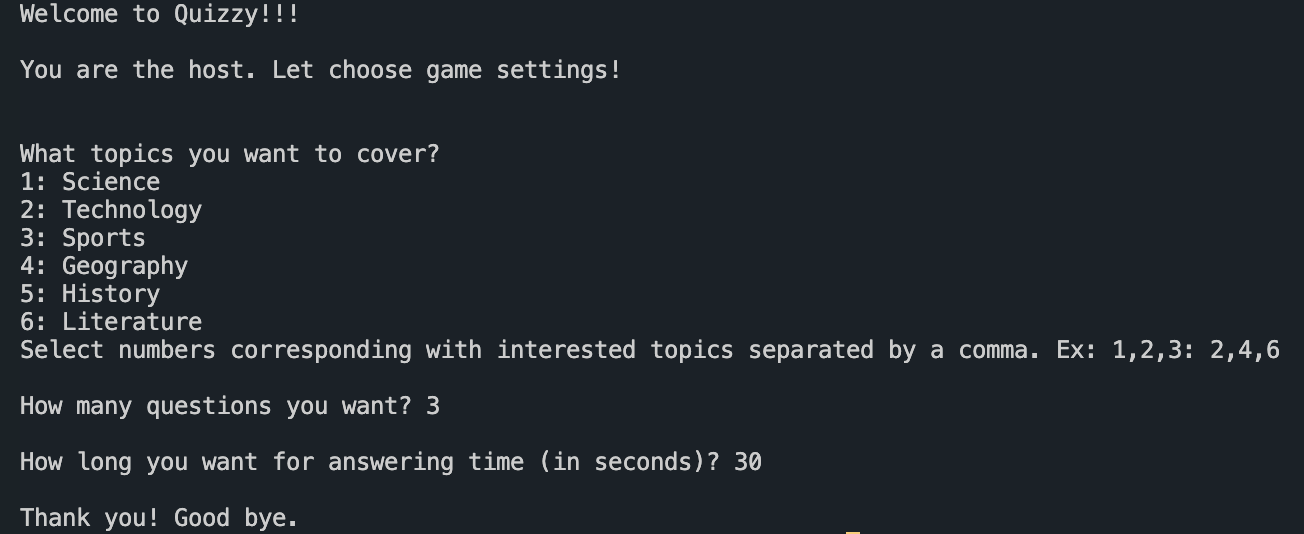 Welcome to Quizzy!!!
You are the host. Let choose game settings!
What topics you want to cover?
1: Science
2: Technology
3: Sports
4: Geography
5: History
6: Literature
Select numbers corresponding with interested topics separated by a comma. Ex: 1,2,3: 2,4,6
How many questions you want? 3
How long you want for answering time (in seconds)? 30
Thank you! Good bye.